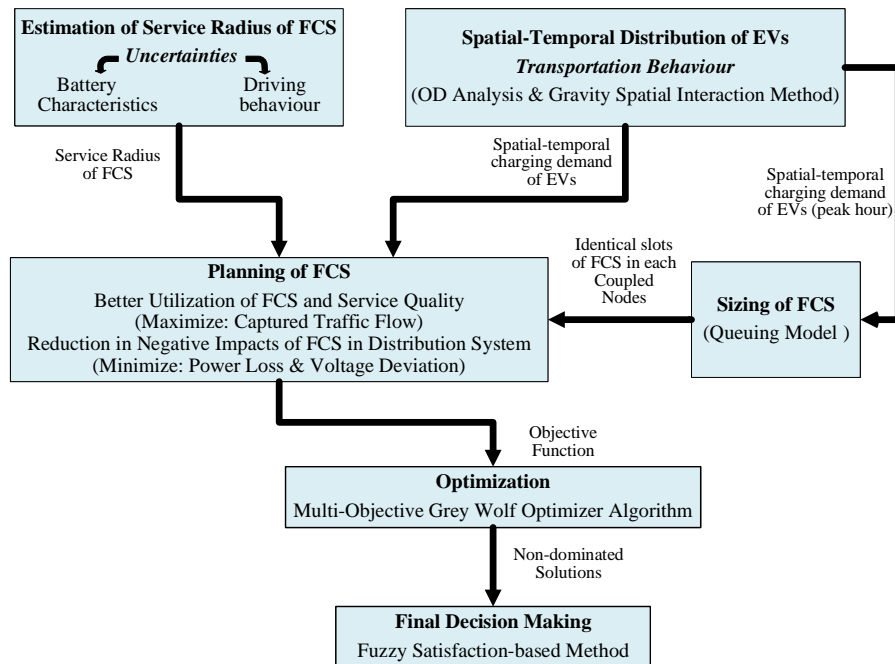 Estimation of Service Radius of FCS
Uncertainties
Battery
Characteristics
Driving
behaviour
Spatial-Temporal Distribution of EVs
Transportation Behaviour
(OD Analysis & Gravity Spatial Interaction Method)
Service Radius
of FCS
Spatial-temporal
charging demand
of EVs
Spatial-temporal
charging demand
of EVs (peak hour)
Planning of FCS
Better Utilization of FCS and Service Quality
(Maximize: Captured Traffic Flow)
Reduction in Negative Impacts of FCS in Distribution System
(Minimize: Power Loss & Voltage Deviation)
Identical slots
of FCS in each
Coupled
Nodes
Sizing of FCS
(Queuing Model )
Objective
Function
Optimization
Multi-Objective Grey Wolf Optimizer Algorithm
Non-dominated
Solutions
Final Decision Making
Fuzzy Satisfaction-based Method